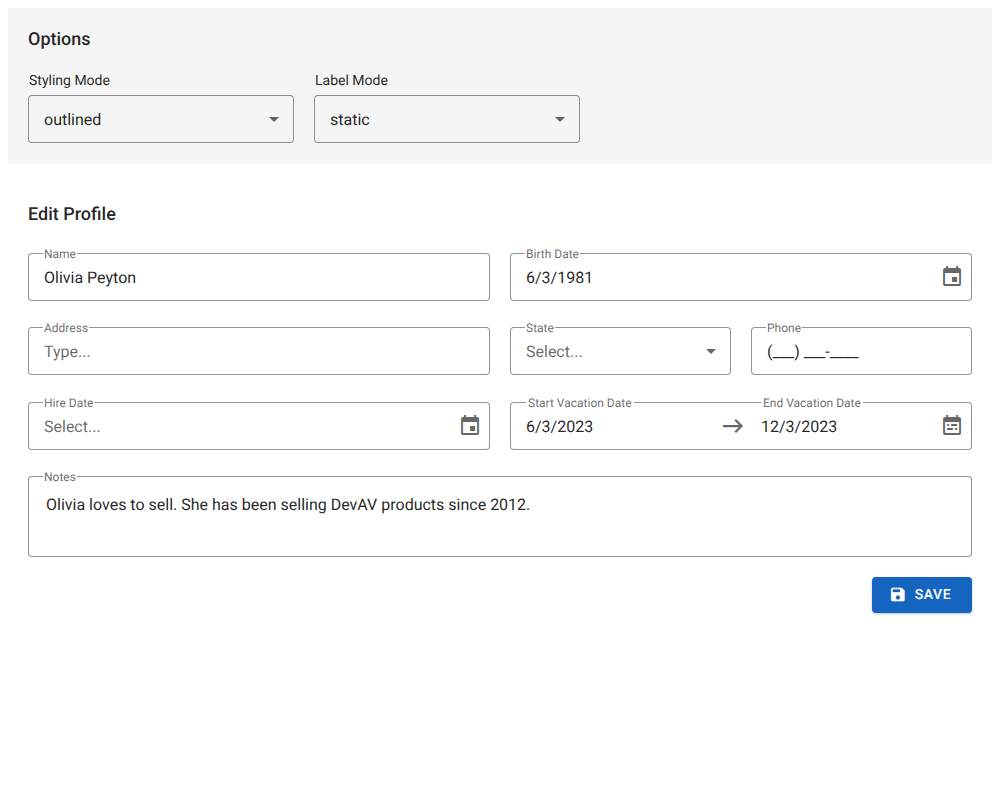 Options
Styling Mode Label Mode
outlined static
Edit Profile
Name Birth Date
Olivia Peyton 6/3/1981
Address State Phone
Type... Select... (___) ___-____
Hire Date Start Vacation Date End Vacation Date
Select... 6/3/2023 12/3/2023
Notes
Olivia loves to sell. She has been selling DevAV products since 2012.
SAVE